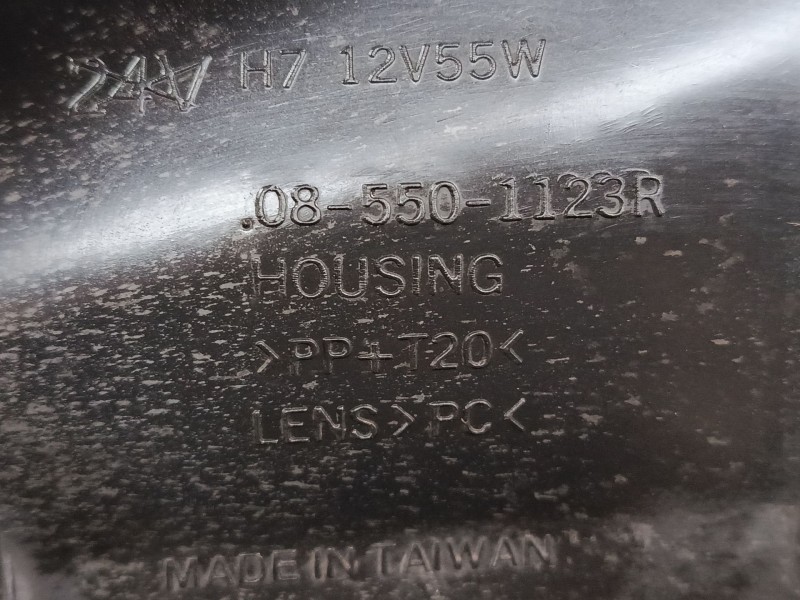 H7 12V55W
.08-550-1123R
HOUSING
>PP+T20<
LENS>PC<
MADE IN TAIWAN